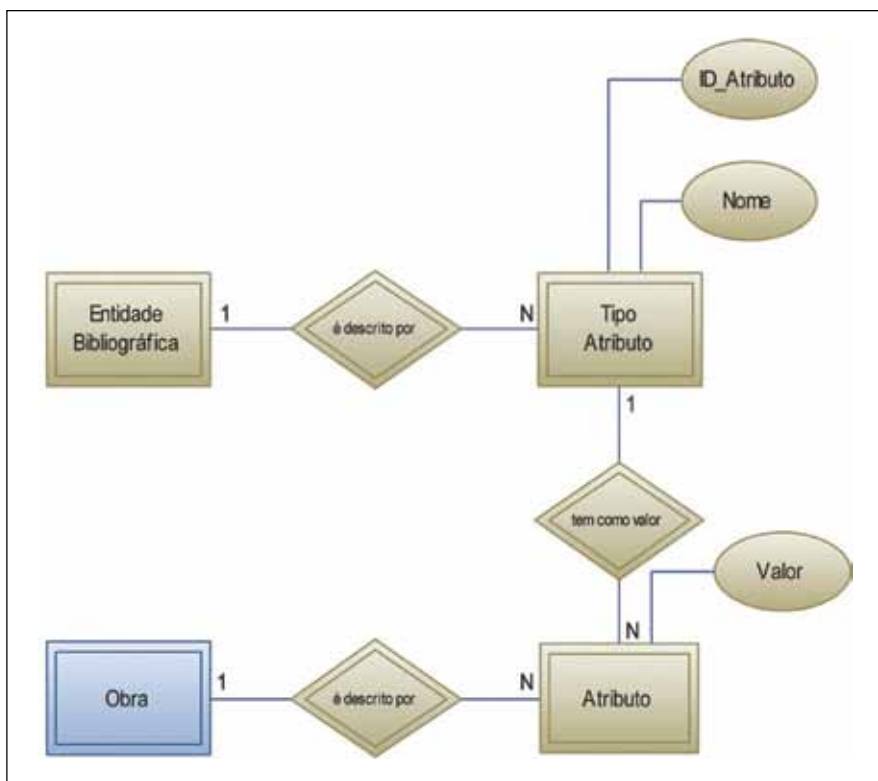 ID_Atributo
Nome
Entidade
Bibliográfica
1
é descrito por
N
Tipo
Atributo
1
tem como valor
Valor
N
Obra
1
é descrito por
N
Atributo